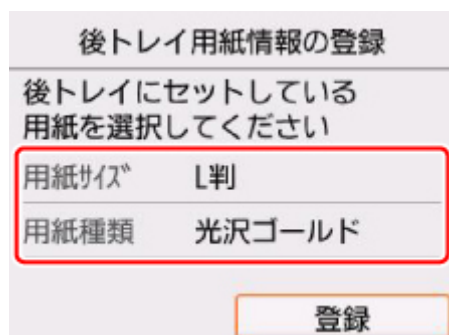 後トレイ用紙情報の登録
後トレイにセットしている
用紙を選択してください
用紙ｻｲｽﾞ L判
用紙種類 光沢ゴールド
登録